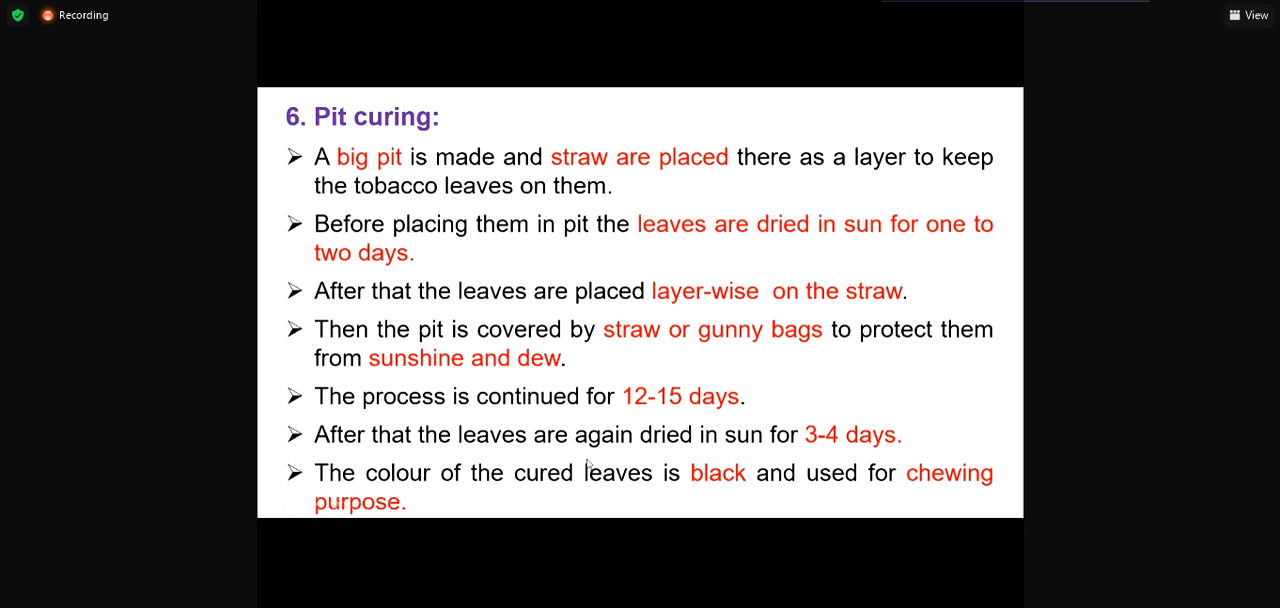 Recording
View
6. Pit curing:
➢ A big pit is made and straw are placed there as a layer to keep
the tobacco leaves on them.
➢ Before placing them in pit the leaves are dried in sun for one to
two days.
➢ After that the leaves are placed layer-wise on the straw.
➢ Then the pit is covered by straw or gunny bags to protect them
from sunshine and dew.
➢ The process is continued for 12-15 days.
➢ After that the leaves are again dried in sun for 3-4 days.
➢ The colour of the cured leaves is black and used for chewing
purpose.